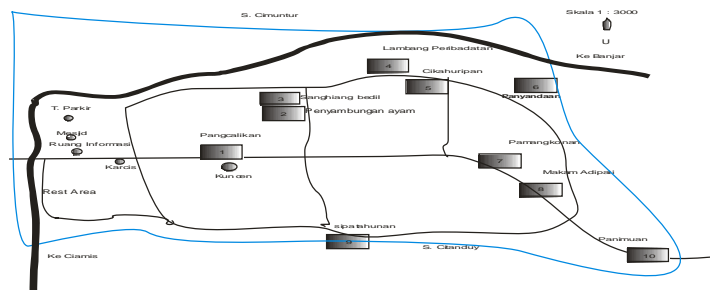 S. Cimuntur
Skala 1 : 3000
U
Ke Banjar
Lambang Peribadatan
4
Cikahuripan
5
6
Panyandaan
3
Sanghiang bedil
2
Penyambungan ayam
T. Parkir
Mesjid
Ruang Informasi
Karcis
Pangcalikan
1
Kuncen
Pamangkonan
7
Makam Adipati
8
Rest Area
sipatahunan
9
S. Citanduy
Panimuan
10
Ke Ciamis